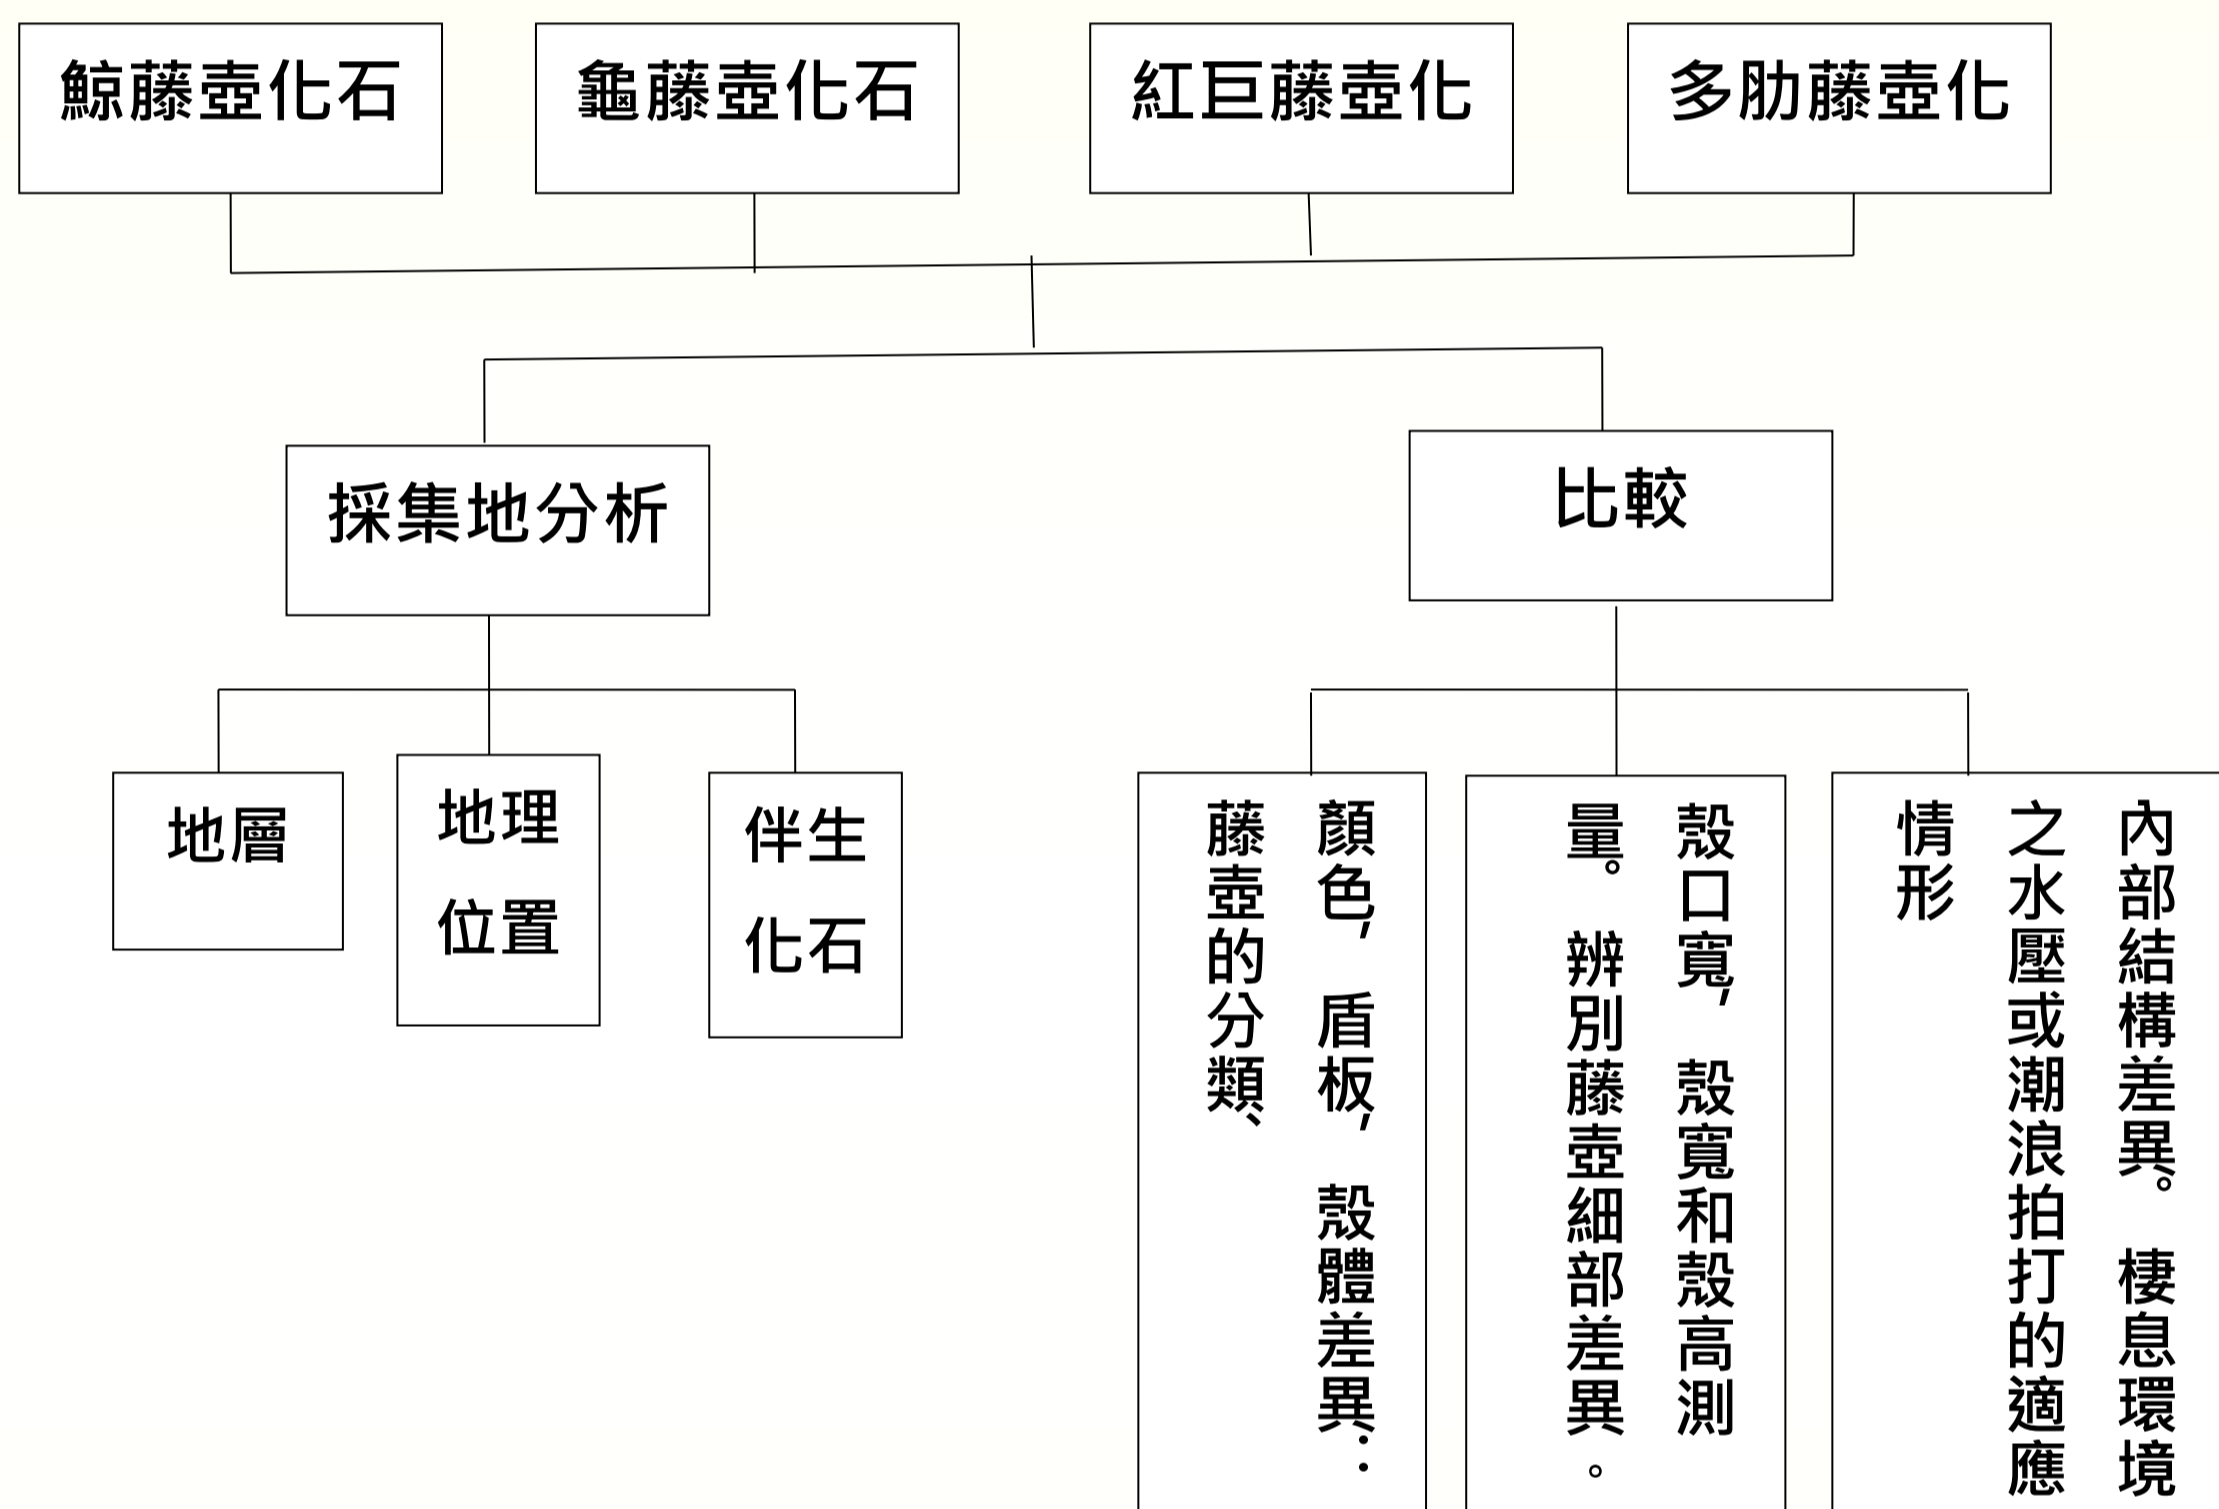 鯨藤壺化石
龜藤壺化石
紅巨藤壺化
多肋藤壺化
採集地分析
比較
地層
地理
位置
伴生
化石
顏色，盾板，殼體差異：
藤壺的分類、
殼口寬，殼寬和殼高測
量。辨別藤壺細部差異。
內部結構差異。棲息環境
之水壓或潮浪拍打的適應
情形